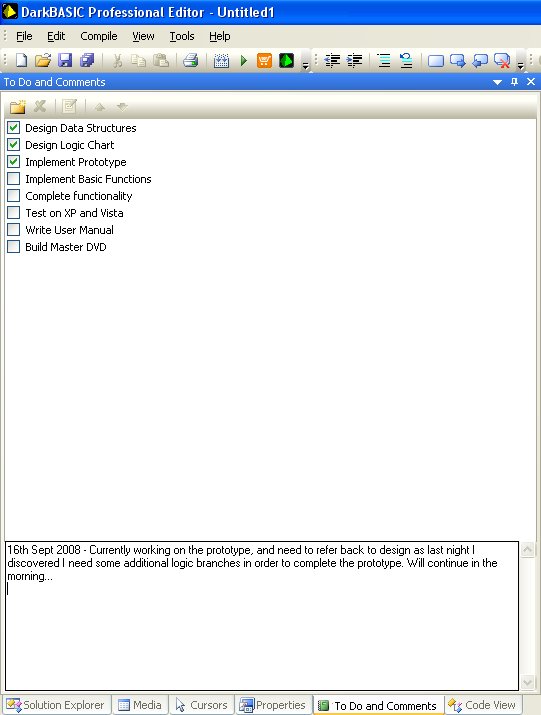 DarkBASIC Professional Editor - Untitled1
File Edit Compile View Tools Help
To Do and Comments
Design Data Structures
Design Logic Chart
Implement Prototype
Implement Basic Functions
Complete functionality
Test on XP and Vista
Write User Manual
Build Master DVD
16th Sept 2008 - Currently working on the prototype, and need to refer back to design as last night I
discovered I need some additional logic branches in order to complete the prototype. Will continue in the
morning...
Solution Explorer Media Cursors Properties To Do and Comments Code View